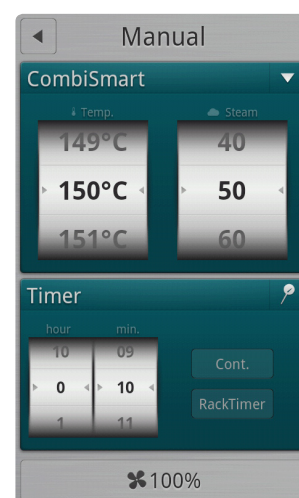 Manual
CombiSmart
Temp. Steam
149°C 40
150°C 50
151°C 60
Timer
hour min.
10 09
0 10
1 11
Cont.
RackTimer
100%